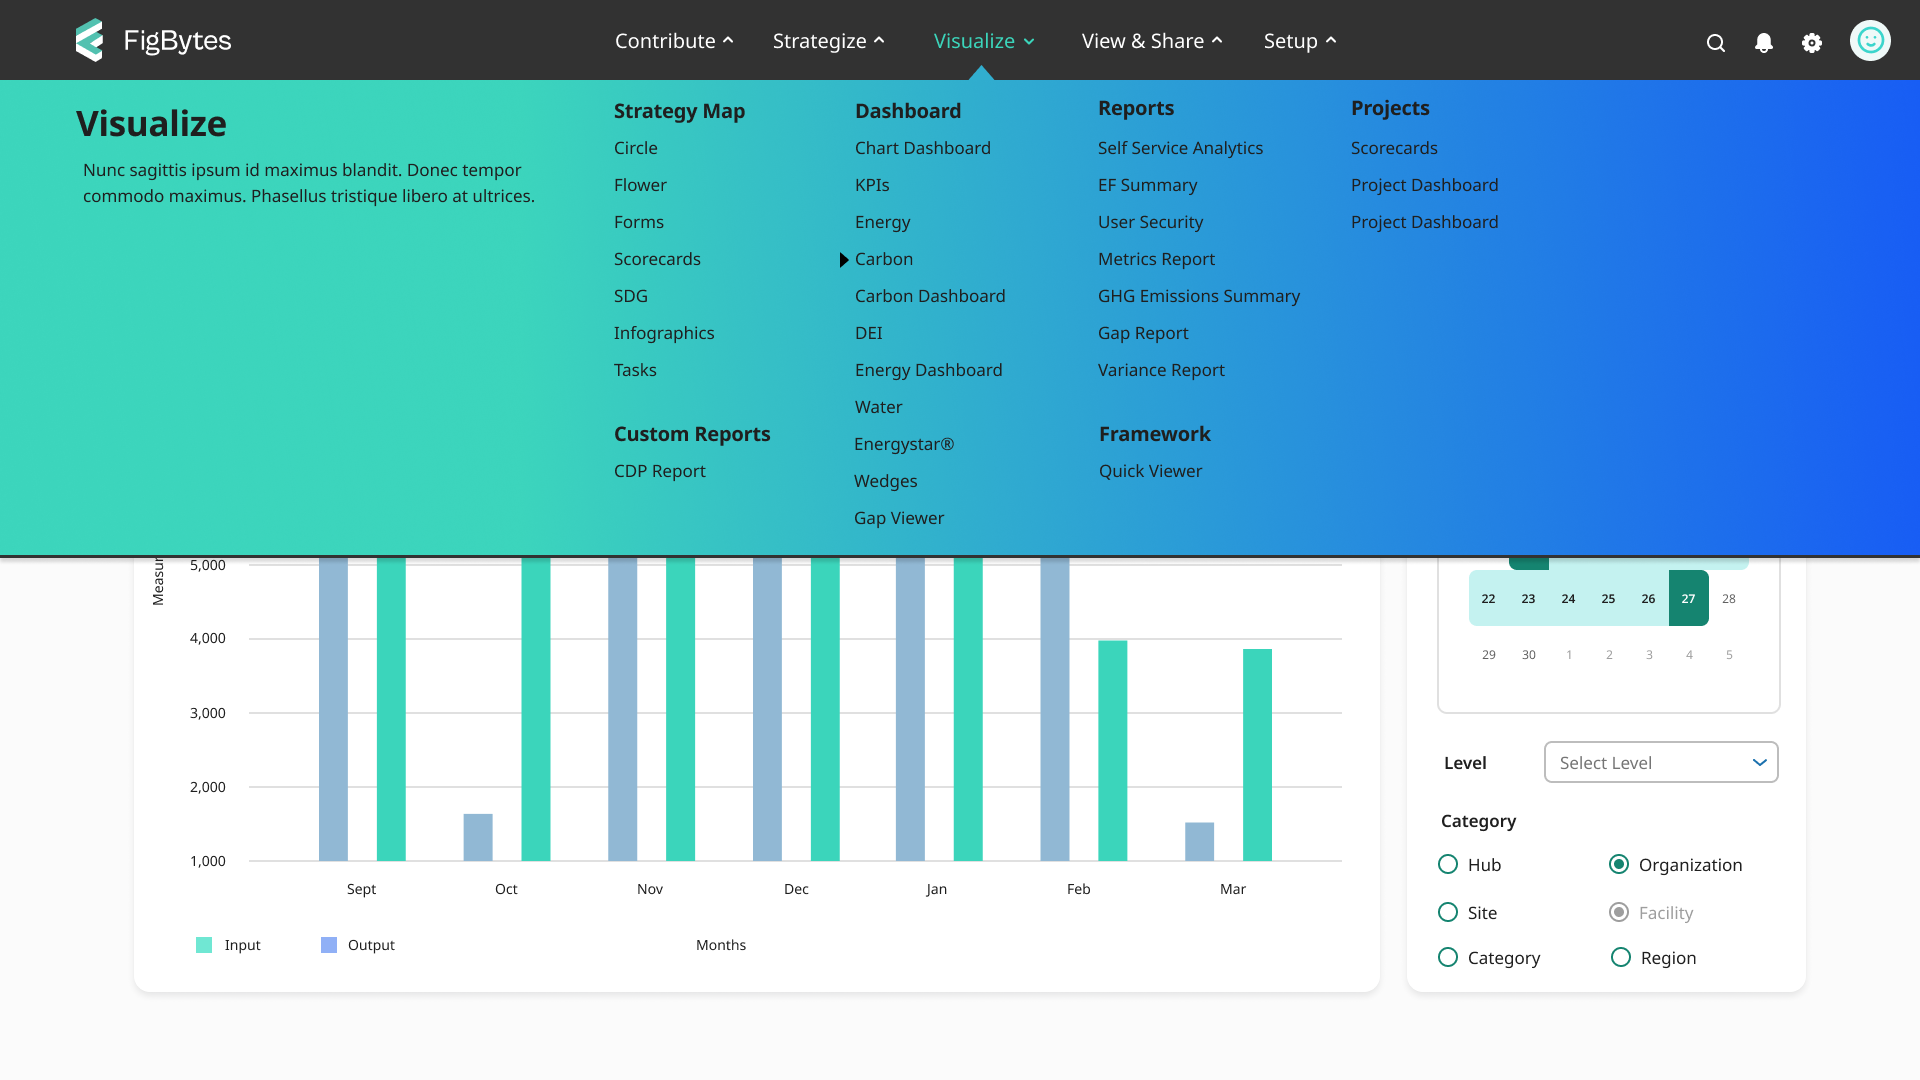 FigBytes
Contribute
Strategize
Visualize
View & Share
Setup
Visualize
Nunc sagittis ipsum id maximus blandit. Donec tempor
commodo maximus. Phasellus tristique libero at ultrices.
Strategy Map
Circle
Flower
Forms
Scorecards
SDG
Infographics
Tasks
Custom Reports
CDP Report
Dashboard
Chart Dashboard
KPIs
Energy
Carbon
Carbon Dashboard
DEI
Energy Dashboard
Water
Energystar®
Wedges
Gap Viewer
Reports
Self Service Analytics
EF Summary
User Security
Metrics Report
GHG Emissions Summary
Gap Report
Variance Report
Framework
Quick Viewer
Projects
Scorecards
Project Dashboard
Project Dashboard
Measur
5,000
4,000
3,000
2,000
1,000
Sept Oct Nov Dec Jan Feb Mar
Input Output Months
22 23 24 25 26 27 28
29 30 1 2 3 4 5
Level Select Level
Category
Hub Organization
Site Facility
Category Region